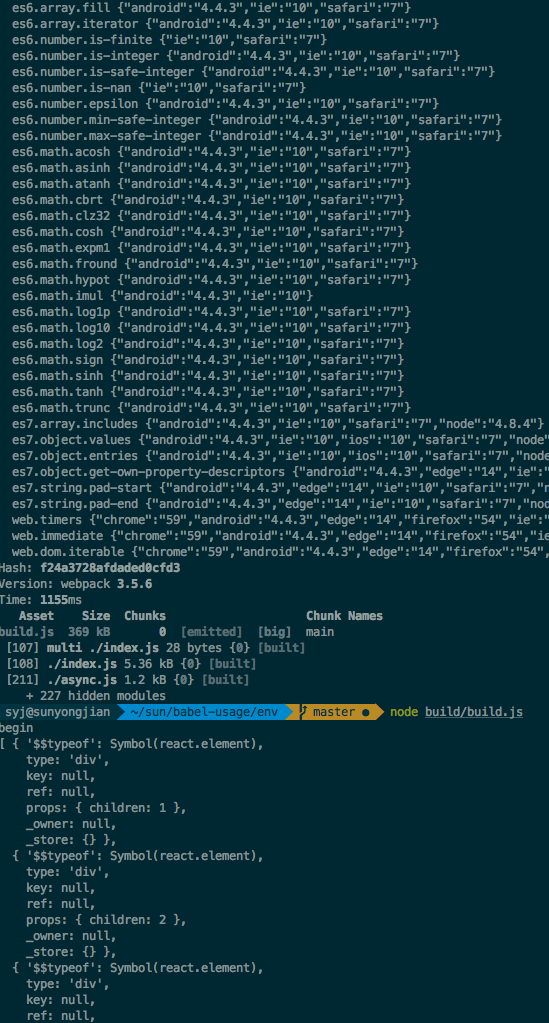 es6.array.fill {"android":"4.4.3","ie":"10","safari":"7"}
es6.array.iterator {"android":"4.4.3","ie":"10","safari":"7"}
es6.number.is-finite {"ie":"10","safari":"7"}
es6.number.is-integer {"android":"4.4.3","ie":"10","safari":"7"}
es6.number.is-safe-integer {"android":"4.4.3","ie":"10","safari":"7"}
es6.number.is-nan {"ie":"10","safari":"7"}
es6.number.epsilon {"android":"4.4.3","ie":"10","safari":"7"}
es6.number.min-safe-integer {"android":"4.4.3","ie":"10","safari":"7"}
es6.number.max-safe-integer {"android":"4.4.3","ie":"10","safari":"7"}
es6.math.acosh {"android":"4.4.3","ie":"10","safari":"7"}
es6.math.asinh {"android":"4.4.3","ie":"10","safari":"7"}
es6.math.atanh {"android":"4.4.3","ie":"10","safari":"7"}
es6.math.cbrt {"android":"4.4.3","ie":"10","safari":"7"}
es6.math.clz32 {"android":"4.4.3","ie":"10","safari":"7"}
es6.math.cosh {"android":"4.4.3","ie":"10","safari":"7"}
es6.math.expm1 {"android":"4.4.3","ie":"10","safari":"7"}
es6.math.fround {"android":"4.4.3","ie":"10","safari":"7"}
es6.math.hypot {"android":"4.4.3","ie":"10","safari":"7"}
es6.math.imul {"android":"4.4.3","ie":"10"}
es6.math.log1p {"android":"4.4.3","ie":"10","safari":"7"}
es6.math.log10 {"android":"4.4.3","ie":"10","safari":"7"}
es6.math.log2 {"android":"4.4.3","ie":"10","safari":"7"}
es6.math.sign {"android":"4.4.3","ie":"10","safari":"7"}
es6.math.sinh {"android":"4.4.3","ie":"10","safari":"7"}
es6.math.tanh {"android":"4.4.3","ie":"10","safari":"7"}
es6.math.trunc {"android":"4.4.3","ie":"10","safari":"7"}
es7.array.includes {"android":"4.4.3","ie":"10","safari":"7","node":"4.8.4"}
es7.object.values {"android":"4.4.3","ie":"10","ios":"10","safari":"7","node"
es7.object.entries {"android":"4.4.3","ie":"10","ios":"10","safari":"7","node
es7.object.get-own-property-descriptors {"android":"4.4.3","edge":"14","ie":"
es7.string.pad-start {"android":"4.4.3","edge":"14","ie":"10","safari":"7","n
es7.string.pad-end {"android":"4.4.3","edge":"14","ie":"10","safari":"7","nod
web.timers {"chrome":"59","android":"4.4.3","edge":"14","firefox":"54","ie":"
web.immediate {"chrome":"59","android":"4.4.3","edge":"14","firefox":"54","ie
web.dom.iterable {"chrome":"59","android":"4.4.3","edge":"14","firefox":"54",
Hash: f24a3728afdaded0cfd3
Version: webpack 3.5.6
Time: 1155ms
Asset Size Chunks Chunk Names
build.js 369 kB 0 [emitted] [big] main
[107] multi ./index.js 28 bytes {0} [built]
[108] ./index.js 5.36 kB {0} [built]
[211] ./async.js 1.2 kB {0} [built]
+ 227 hidden modules
syj@sunyongjian ~/sun/babel-usage/env master ● node build/build.js
begin
[ { '$$typeof': Symbol(react.element),
type: 'div',
key: null,
ref: null,
props: { children: 1 },
_owner: null,
_store: {} },
{ '$$typeof': Symbol(react.element),
type: 'div',
key: null,
ref: null,
props: { children: 2 },
_owner: null,
_store: {} },
{ '$$typeof': Symbol(react.element),
type: 'div',
key: null,
ref: null,